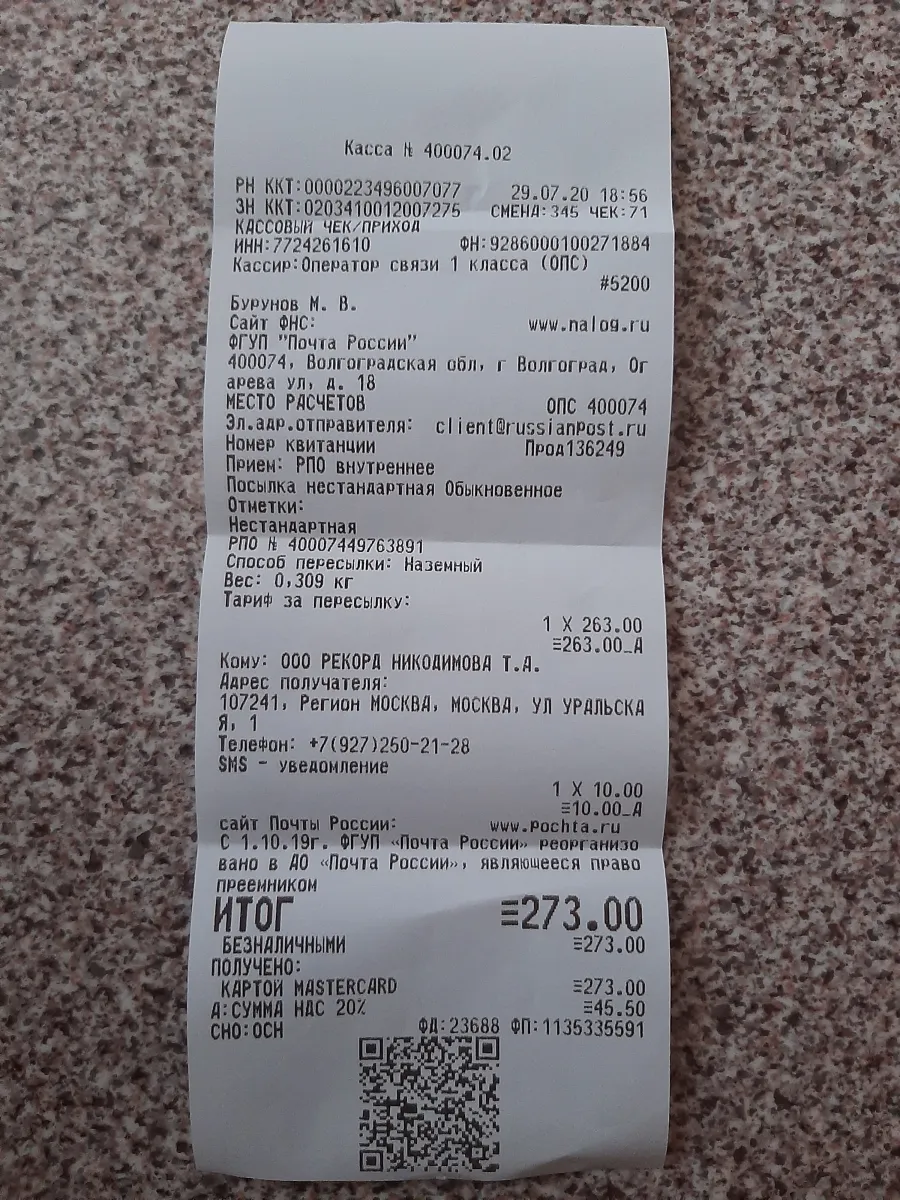 Касса № 400074.02
РН ККТ:0000223496007077 29.07.20 18:56
ЗН ККТ:0203410012007275 СМЕНА:345 ЧЕК:71
КАССОВЫЙ ЧЕК/ПРИХОД
ИНН:7724261610 ФН:9286000100271884
Кассир:Оператор связи 1 класса (ОПС)
#5200
Бурунов М. В.
Сайт ФНС: www.nalog.ru
ФГУП "Почта России"
400074, Волгоградская обл, г Волгоград, Ог
арева ул, д. 18
МЕСТО РАСЧЕТОВ ОПС 400074
Эл.адр.отправителя: client@russianpost.ru
Номер квитанции Прод136249
Прием: РПО внутреннее
Посылка нестандартная Обыкновенное
Отметки:
Нестандартная
РПО № 40007449763891
Способ пересылки: Наземный
Вес: 0,309 кг
Тариф за пересылку:
1 X 263.00
≡263.00_А
Кому: ООО РЕКОРД НИКОДИМОВА Т.А.
Адрес получателя:
107241, Регион МОСКВА, МОСКВА, УЛ УРАЛЬСКА
Я, 1
Телефон: +7(927)250-21-28
SMS - уведомление
1 X 10.00
≡10.00_А
сайт Почты России: www.pochta.ru
С 1.10.19г. ФГУП «Почта России» реорганизо
вано в АО «Почта России», являющееся право
преемником
ИТОГ ≡273.00
БЕЗНАЛИЧНЫМИ ≡273.00
ПОЛУЧЕНО:
КАРТОЙ MASTERCARD ≡273.00
А:СУММА НДС 20% ≡45.50
СНО:ОСН ФД:23688 ФП:1135335591